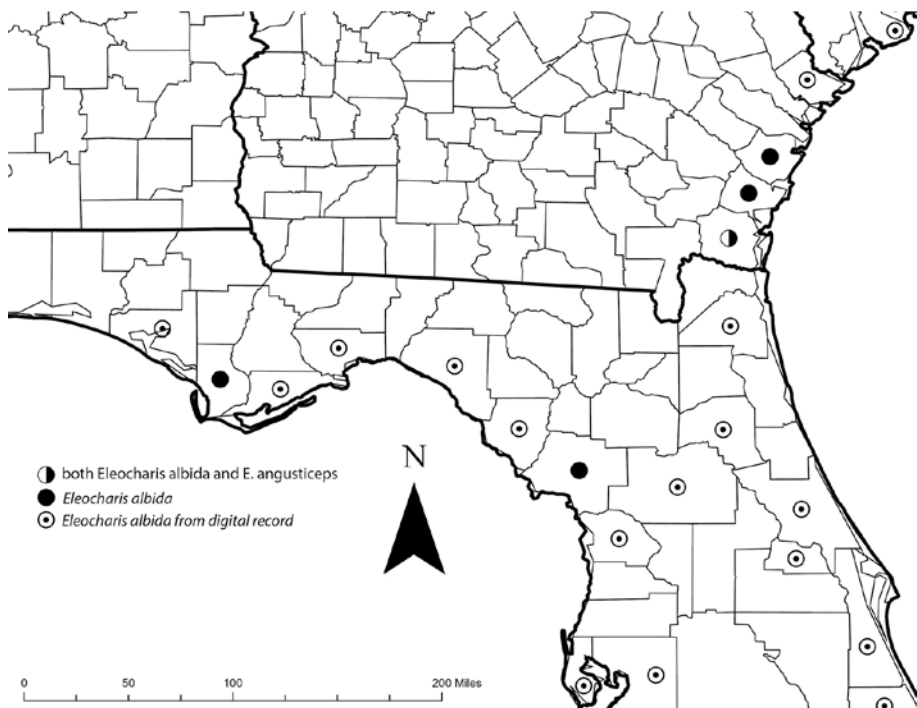 N
both Eleocharis albida and E. angusticeps
Eleocharis albida
Eleocharis albida from digital record
0 50 100 200 Miles